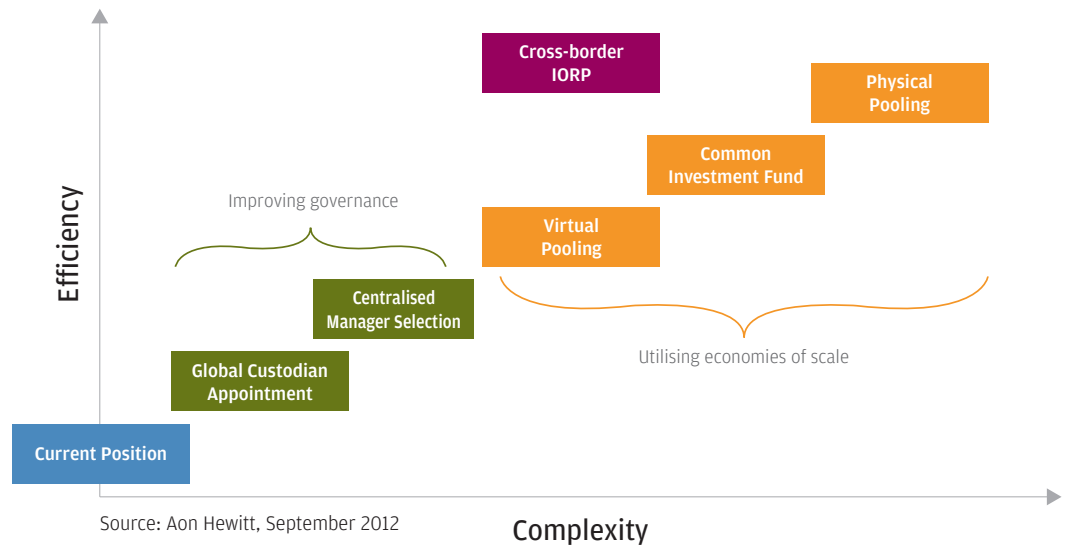 Cross-border
IORP
Physical
Pooling
Common
Investment Fund
Improving governance
Virtual
Pooling
Efficiency
Centralised
Manager Selection
Utilising economies of scale
Global Custodian
Appointment
Current Position
Source: Aon Hewitt, September 2012
Complexity